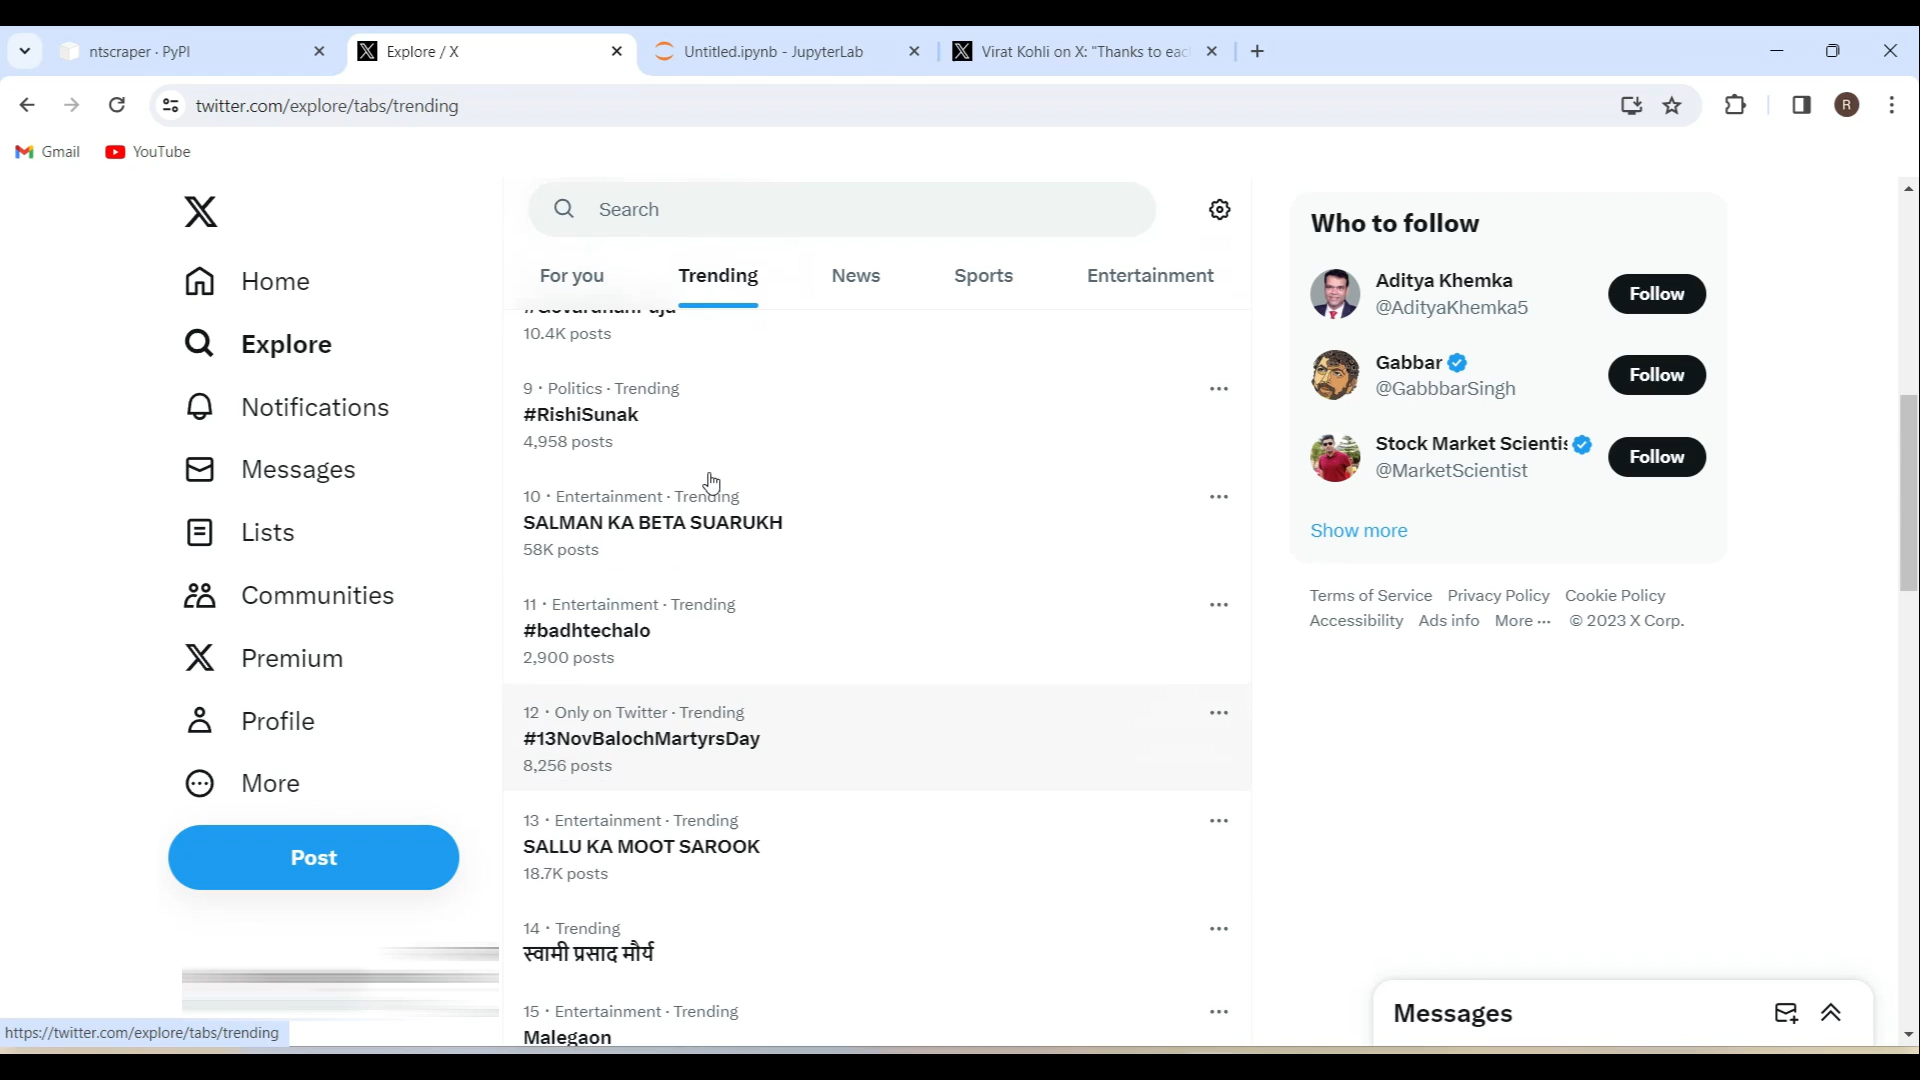 ntscraper · PyPI
Explore / X
Untitled.ipynb - JupyterLab
Virat Kohli on X: "Thanks to eac
twitter.com/explore/tabs/trending
R
Gmail
YouTube
Search
For you
Trending
News
Sports
Entertainment
Home
Explore
Notifications
Messages
Lists
Communities
Premium
Profile
More
Post
10.4K posts
9 · Politics · Trending
#RishiSunak
4,958 posts
10 · Entertainment · Trending
SALMAN KA BETA SUARUKH
58K posts
11 · Entertainment · Trending
#badhtechalo
2,900 posts
12 · Only on Twitter · Trending
#13NovBalochMartyrsDay
8,256 posts
13 · Entertainment · Trending
SALLU KA MOOT SAROOK
18.7K posts
14 · Trending
स्वामी प्रसाद मौर्य
15 · Entertainment · Trending
Malegaon
Who to follow
Aditya Khemka
@AdityaKhemka5
Follow
Gabbar
@GabbbarSingh
Follow
Stock Market Scientis
@MarketScientist
Follow
Show more
Terms of Service Privacy Policy Cookie Policy
Accessibility Ads info More ··· © 2023 X Corp.
Messages
https://twitter.com/explore/tabs/trending